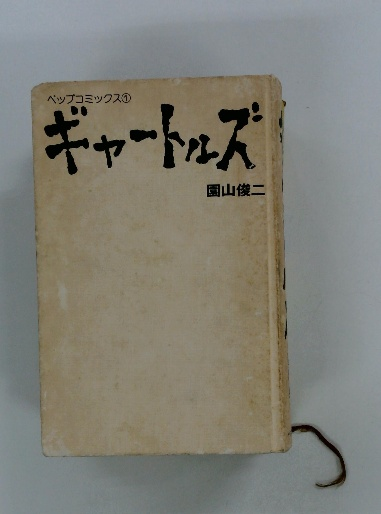 ペップコミックス①
ギャートルズ
園山俊二